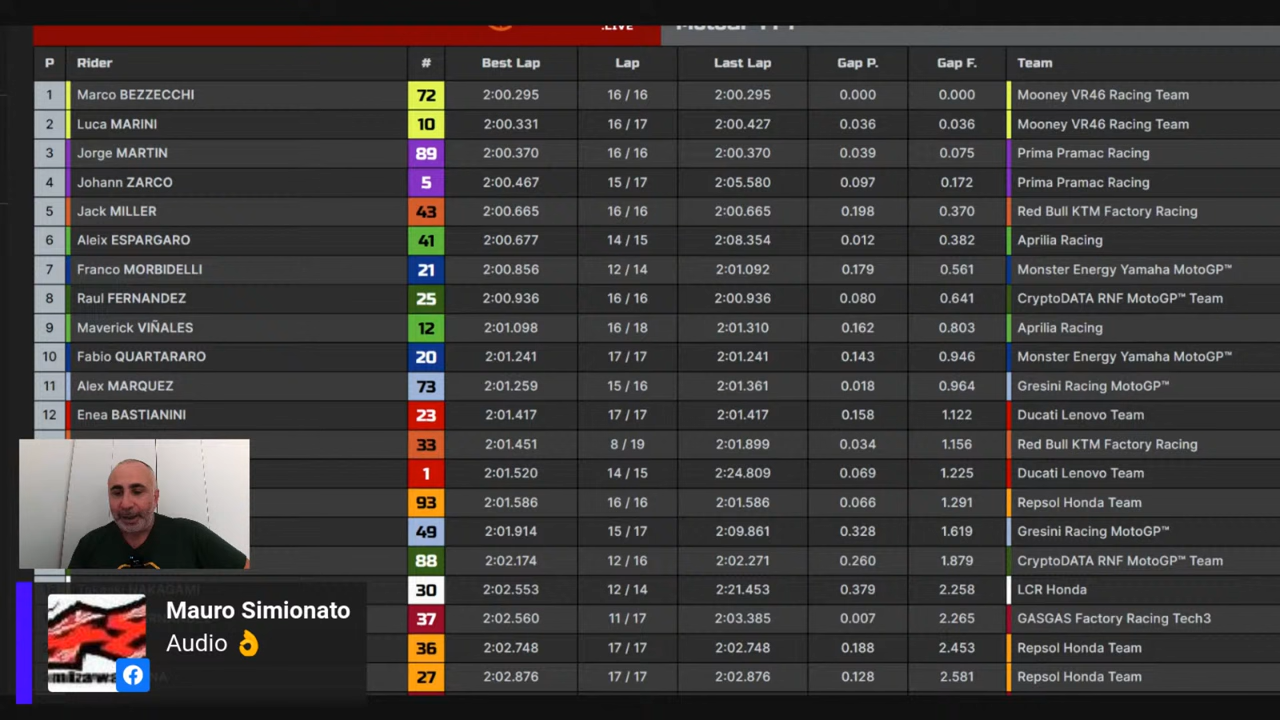 .LIVE
P Rider # Best Lap Lap Last Lap Gap P. Gap F. Team
1 Marco BEZZECCHI 72 2:00.295 16 / 16 2:00.295 0.000 0.000 Mooney VR46 Racing Team
2 Luca MARINI 10 2:00.331 16 / 17 2:00.427 0.036 0.036 Mooney VR46 Racing Team
3 Jorge MARTIN 89 2:00.370 16 / 16 2:00.370 0.039 0.075 Prima Pramac Racing
4 Johann ZARCO 5 2:00.467 15 / 17 2:05.580 0.097 0.172 Prima Pramac Racing
5 Jack MILLER 43 2:00.665 16 / 16 2:00.665 0.198 0.370 Red Bull KTM Factory Racing
6 Aleix ESPARGARO 41 2:00.677 14 / 15 2:08.354 0.012 0.382 Aprilia Racing
7 Franco MORBIDELLI 21 2:00.856 12 / 14 2:01.092 0.179 0.561 Monster Energy Yamaha MotoGP™
8 Raul FERNANDEZ 25 2:00.936 16 / 16 2:00.936 0.080 0.641 CryptoDATA RNF MotoGP™ Team
9 Maverick VIÑALES 12 2:01.098 16 / 18 2:01.310 0.162 0.803 Aprilia Racing
10 Fabio QUARTARARO 20 2:01.241 17 / 17 2:01.241 0.143 0.946 Monster Energy Yamaha MotoGP™
11 Alex MARQUEZ 73 2:01.259 15 / 16 2:01.361 0.018 0.964 Gresini Racing MotoGP™
12 Enea BASTIANINI 23 2:01.417 17 / 17 2:01.417 0.158 1.122 Ducati Lenovo Team
33 2:01.451 8 / 19 2:01.899 0.034 1.156 Red Bull KTM Factory Racing
1 2:01.520 14 / 15 2:24.809 0.069 1.225 Ducati Lenovo Team
93 2:01.586 16 / 16 2:01.586 0.066 1.291 Repsol Honda Team
49 2:01.914 15 / 17 2:09.861 0.328 1.619 Gresini Racing MotoGP™
88 2:02.174 12 / 16 2:02.271 0.260 1.879 CryptoDATA RNF MotoGP™ Team
NAKAGAMI 30 2:02.553 12 / 14 2:21.453 0.379 2.258 LCR Honda
37 2:02.560 11 / 17 2:03.385 0.007 2.265 GASGAS Factory Racing Tech3
36 2:02.748 17 / 17 2:02.748 0.188 2.453 Repsol Honda Team
27 2:02.876 17 / 17 2:02.876 0.128 2.581 Repsol Honda Team
Mauro Simionato
Audio 👌